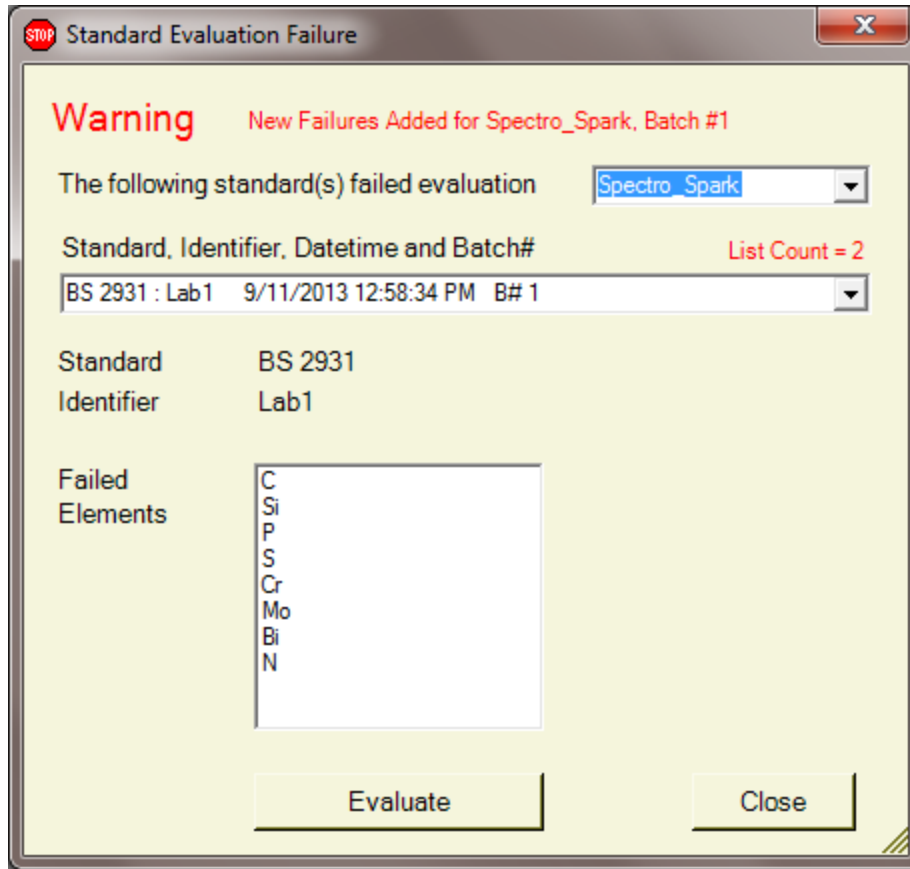 STOP
Standard Evaluation Failure
X
Warning
New Failures Added for Spectro_Spark, Batch #1
The following standard(s) failed evaluation
Spectro_Spark
Standard, Identifier, Datetime and Batch#
List Count = 2
BS 2931 : Lab1 9/11/2013 12:58:34 PM B# 1
Standard BS 2931
Identifier Lab1
Failed
Elements
C
Si
P
S
Cr
Mo
Bi
N
Evaluate
Close